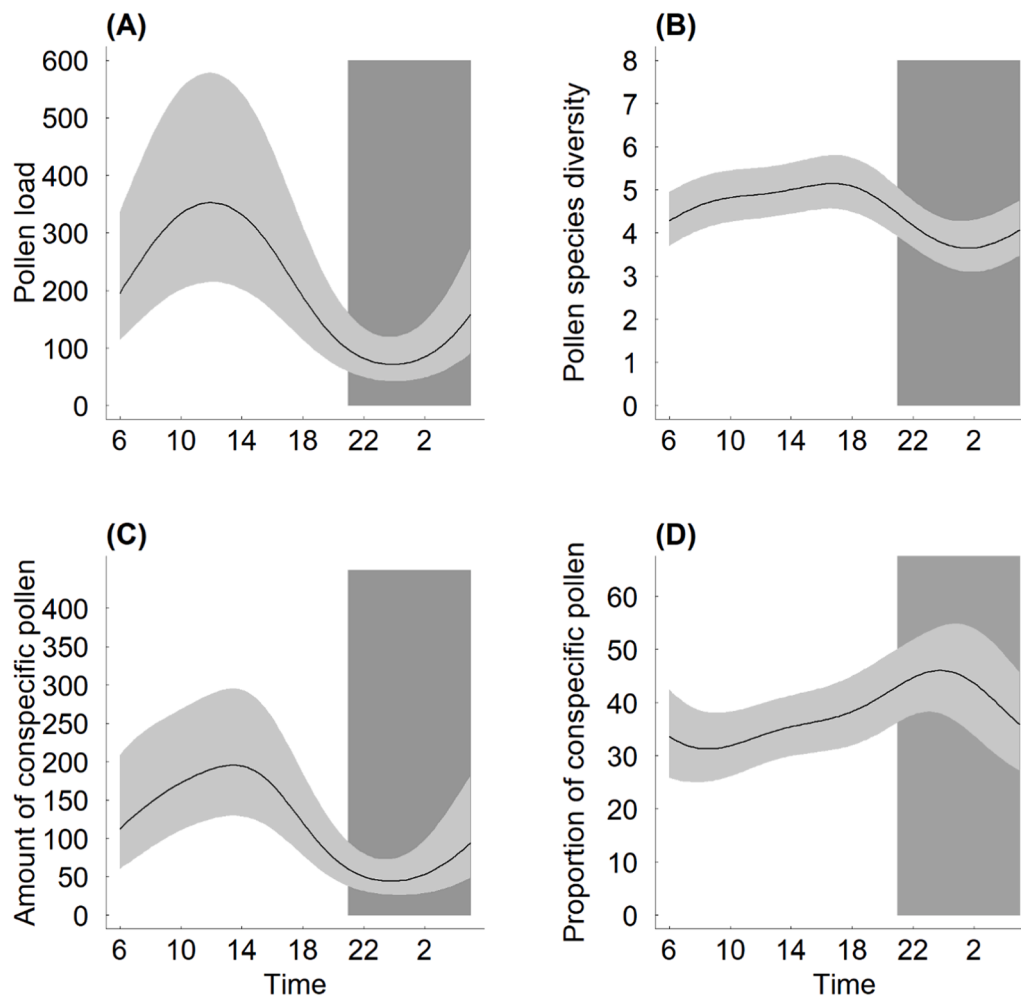 (A)
Pollen load
600
500
400
300
200
100
0
6 10 14 18 22 2
(B)
Pollen species diversity
8
7
6
5
4
3
2
1
0
6 10 14 18 22 2
(C)
Amount of conspecific pollen
400
350
300
250
200
150
100
50
0
6 10 14 18 22 2
Time
(D)
Proportion of conspecific pollen
60
50
40
30
20
10
0
6 10 14 18 22 2
Time